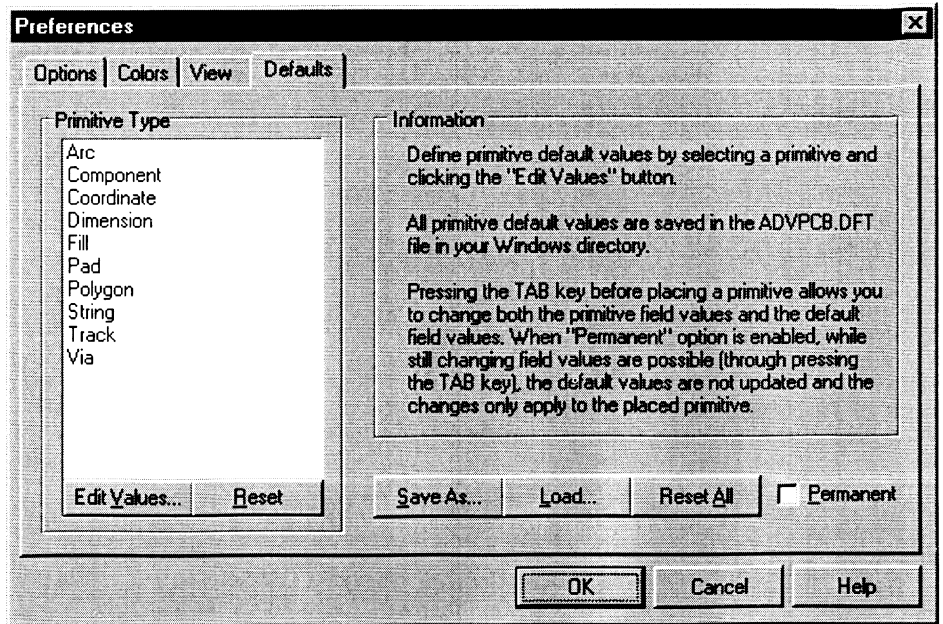 Preferences
Options Colors View Defaults
Primitive Type
Arc
Component
Coordinate
Dimension
Fill
Pad
Polygon
String
Track
Via
Edit Values... Reset
Information
Define primitive default values by selecting a primitive and
clicking the "Edit Values" button.
All primitive default values are saved in the ADVPCB.DFT
file in your Windows directory.
Pressing the TAB key before placing a primitive allows you
to change both the primitive field values and the default
field values. When "Permanent" option is enabled, while
still changing field values are possible (through pressing
the TAB key), the default values are not updated and the
changes only apply to the placed primitive.
Save As... Load... Reset All Permanent
OK Cancel Help